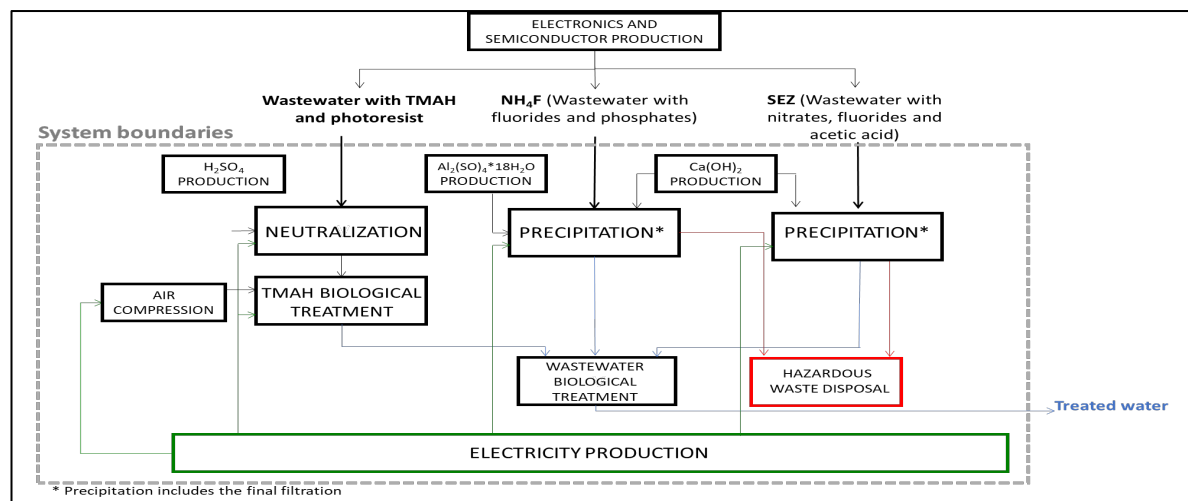 ELECTRONICS AND
SEMICONDUCTOR PRODUCTION
Wastewater with TMAH
and photoresist
NH₄F (Wastewater with
fluorides and phosphates)
SEZ (Wastewater with
nitrates, fluorides and
acetic acid)
System boundaries
H₂SO₄
PRODUCTION
Al₂(SO)₄*18H₂O
PRODUCTION
Ca(OH)₂
PRODUCTION
NEUTRALIZATION
PRECIPITATION*
PRECIPITATION*
AIR
COMPRESSION
TMAH BIOLOGICAL
TREATMENT
WASTEWATER
BIOLOGICAL
TREATMENT
HAZARDOUS
WASTE DISPOSAL
Treated water
ELECTRICITY PRODUCTION
* Precipitation includes the final filtration